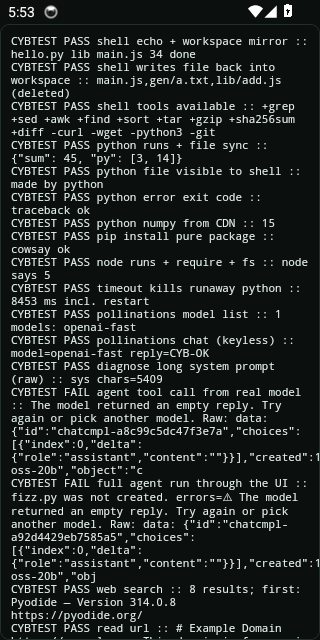 5:53
CYBTEST PASS shell echo + workspace mirror ::
hello.py lib main.js 34 done
CYBTEST PASS shell writes file back into
workspace :: main.js,gen/a.txt,lib/add.js
(deleted)
CYBTEST PASS shell tools available :: +grep
+sed +awk +find +sort +tar +gzip +sha256sum
+diff -curl -wget -python3 -git
CYBTEST PASS python runs + file sync ::
{"sum": 45, "py": [3, 14]}
CYBTEST PASS python file visible to shell ::
made by python
CYBTEST PASS python error exit code ::
traceback ok
CYBTEST PASS python numpy from CDN :: 15
CYBTEST PASS pip install pure package ::
cowsay ok
CYBTEST PASS node runs + require + fs :: node
says 5
CYBTEST PASS timeout kills runaway python ::
8453 ms incl. restart
CYBTEST PASS pollinations model list :: 1
models: openai-fast
CYBTEST PASS pollinations chat (keyless) ::
model=openai-fast reply=CYB-OK
CYBTEST PASS diagnose long system prompt
(raw) :: sys chars=5409
CYBTEST FAIL agent tool call from real model
:: The model returned an empty reply. Try
again or pick another model. Raw: data:
{"id":"chatcmpl-a8c99c5dc47f3e7a","choices":
[{"index":0,"delta":
{"role":"assistant","content":""}}],"created":1
oss-20b","object":"c
CYBTEST FAIL full agent run through the UI ::
fizz.py was not created. errors=⚠ The model
returned an empty reply. Try again or pick
another model. Raw: data: {"id":"chatcmpl-
a92d4429eb7585a5","choices":
[{"index":0,"delta":
{"role":"assistant","content":""}}],"created":1
oss-20b","obj
CYBTEST PASS web search :: 8 results; first:
Pyodide — Version 314.0.8
https://pyodide.org/
CYBTEST PASS read url :: # Example Domain